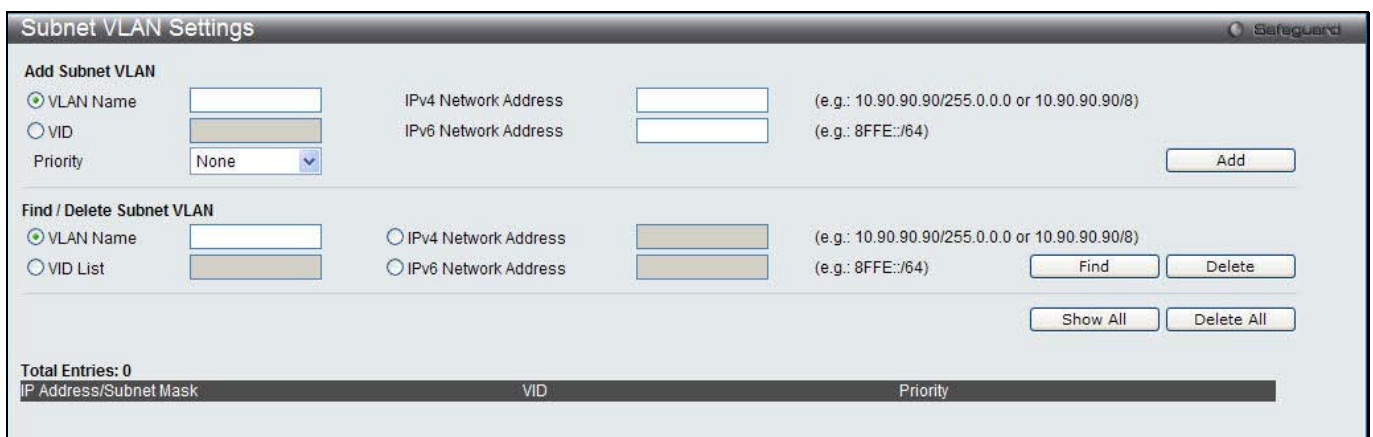 Subnet VLAN Settings
Safeguard
Add Subnet VLAN
VLAN Name IPv4 Network Address (e.g.: 10.90.90.90/255.0.0.0 or 10.90.90.90/8)
VID IPv6 Network Address (e.g.: 8FFE::/64)
Priority None Add
Find / Delete Subnet VLAN
VLAN Name IPv4 Network Address (e.g.: 10.90.90.90/255.0.0.0 or 10.90.90.90/8)
VID List IPv6 Network Address (e.g.: 8FFE::/64) Find Delete
Show All Delete All
Total Entries: 0
IP Address/Subnet Mask VID Priority